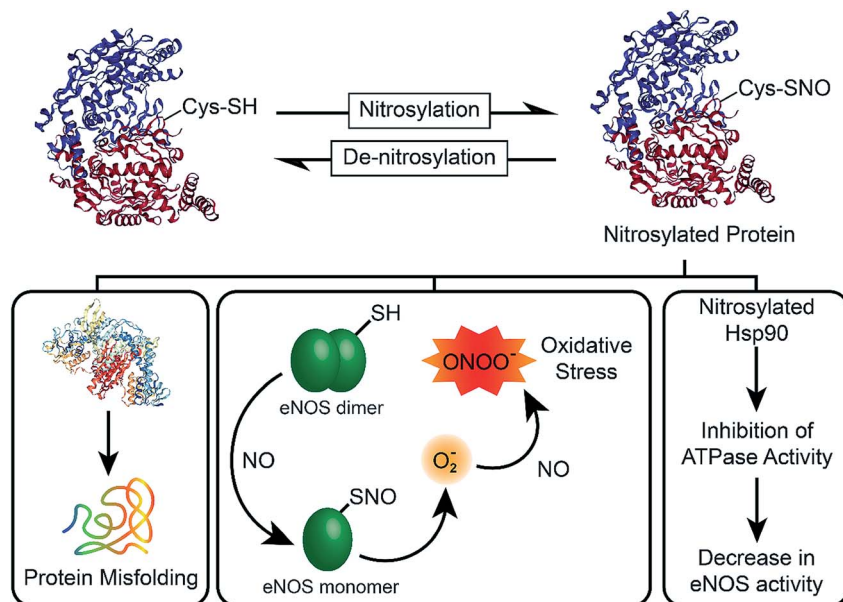 Cys-SH
Nitrosylation
De-nitrosylation
Cys-SNO
Nitrosylated Protein
Protein Misfolding
SH
eNOS dimer
NO
SNO
eNOS monomer
O₂⁻
NO
ONOO⁻
Oxidative
Stress
Nitrosylated
Hsp90
Inhibition of
ATPase Activity
Decrease in
eNOS activity